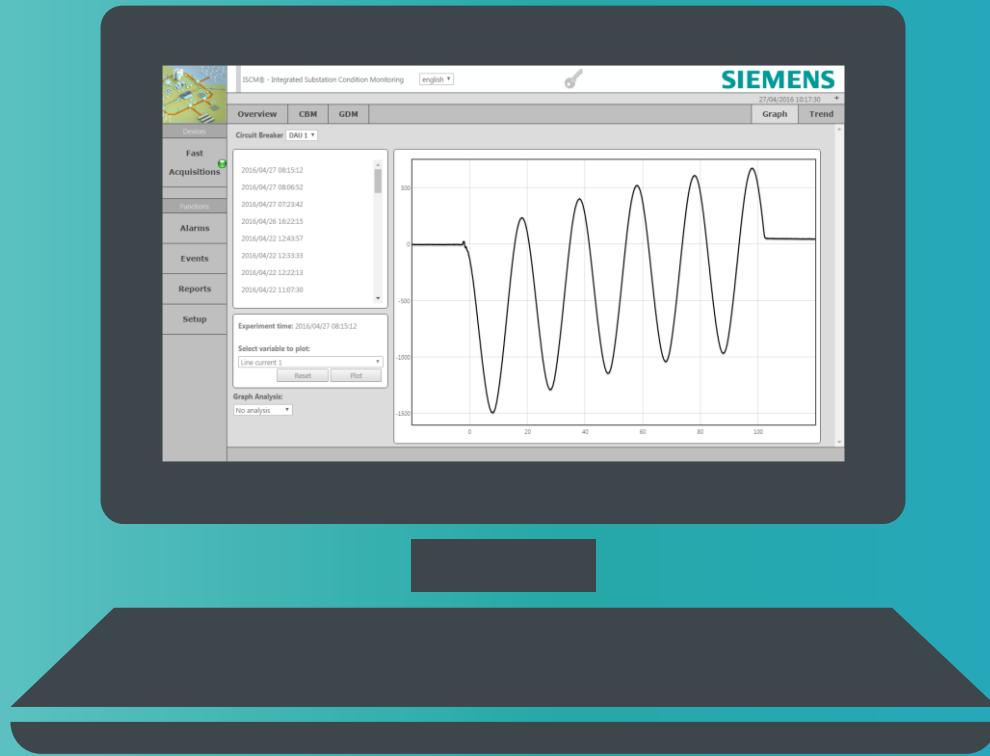 ISCM® - Integrated Substation Condition Monitoring english
SIEMENS
27/04/2016 10:17:30 +
Overview CBM GDM Graph Trend
Devices
Fast
Acquisitions
Functions
Alarms
Events
Reports
Setup
Circuit Breaker DAU 1
2016/04/27 08:15:12
2016/04/27 08:06:52
2016/04/27 07:23:42
2016/04/26 16:22:15
2016/04/22 12:43:57
2016/04/22 12:33:33
2016/04/22 12:22:13
2016/04/22 11:07:30
Experiment time: 2016/04/27 08:15:12
Select variable to plot:
Line current 1
Reset Plot
Graph Analysis:
No analysis
500
0
-500
-1000
-1500
0 20 40 60 80 100